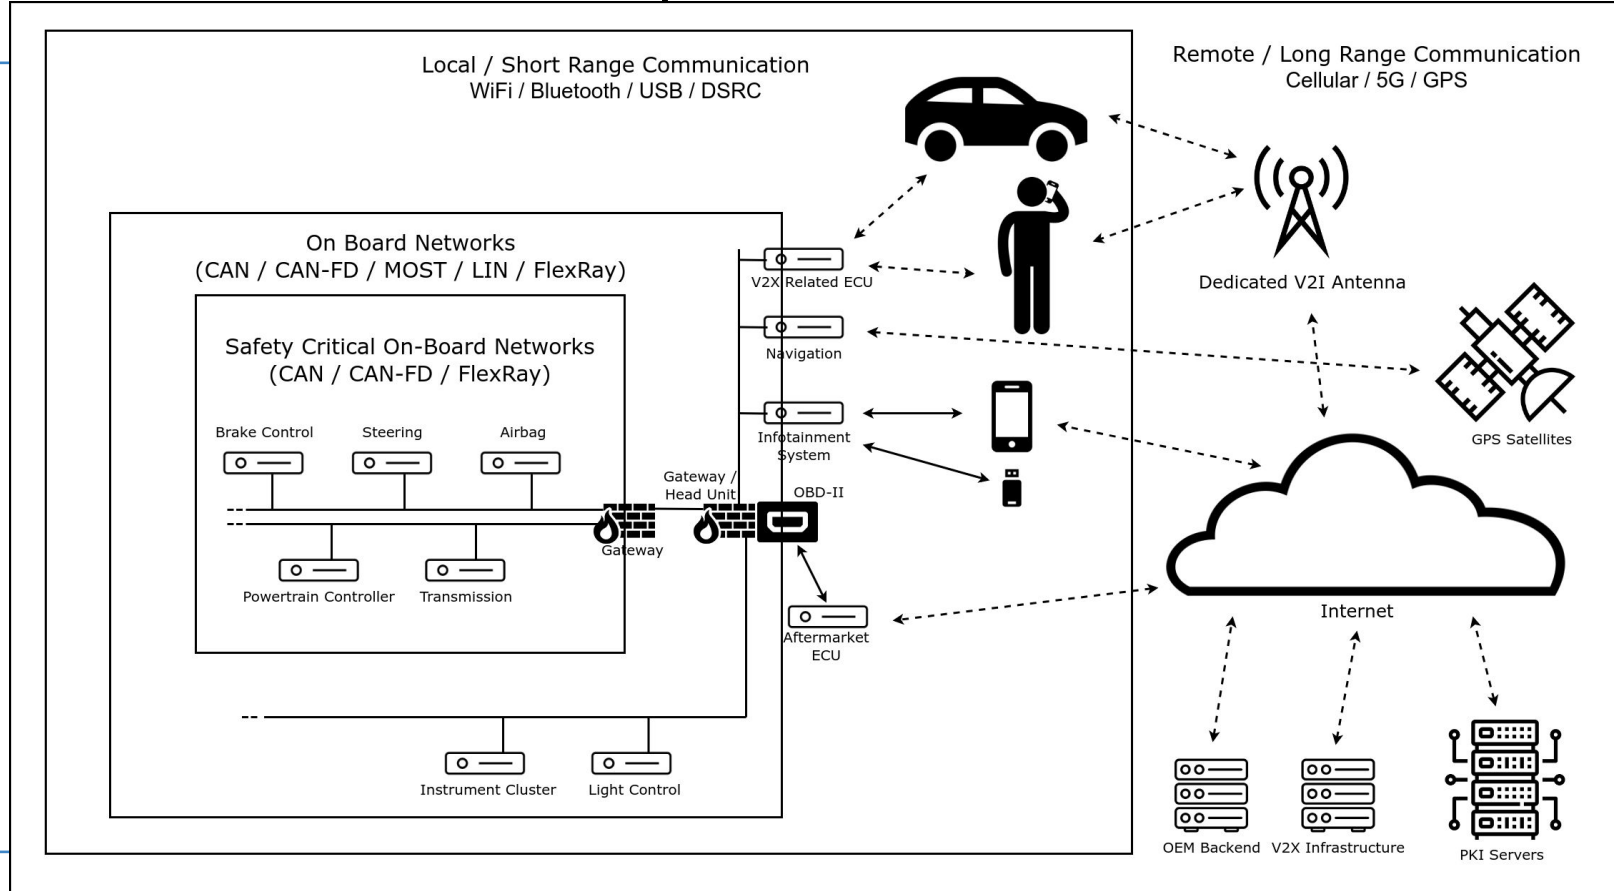 Local / Short Range Communication
WiFi / Bluetooth / USB / DSRC
Remote / Long Range Communication
Cellular / 5G / GPS
On Board Networks
(CAN / CAN-FD / MOST / LIN / FlexRay)
Safety Critical On-Board Networks
(CAN / CAN-FD / FlexRay)
Brake Control
Steering
Airbag
Powertrain Controller
Transmission
Gateway
Gateway /
Head Unit
OBD-II
V2X Related ECU
Navigation
Infotainment
System
Aftermarket
ECU
Instrument Cluster
Light Control
Dedicated V2I Antenna
GPS Satellites
Internet
OEM Backend
V2X Infrastructure
PKI Servers